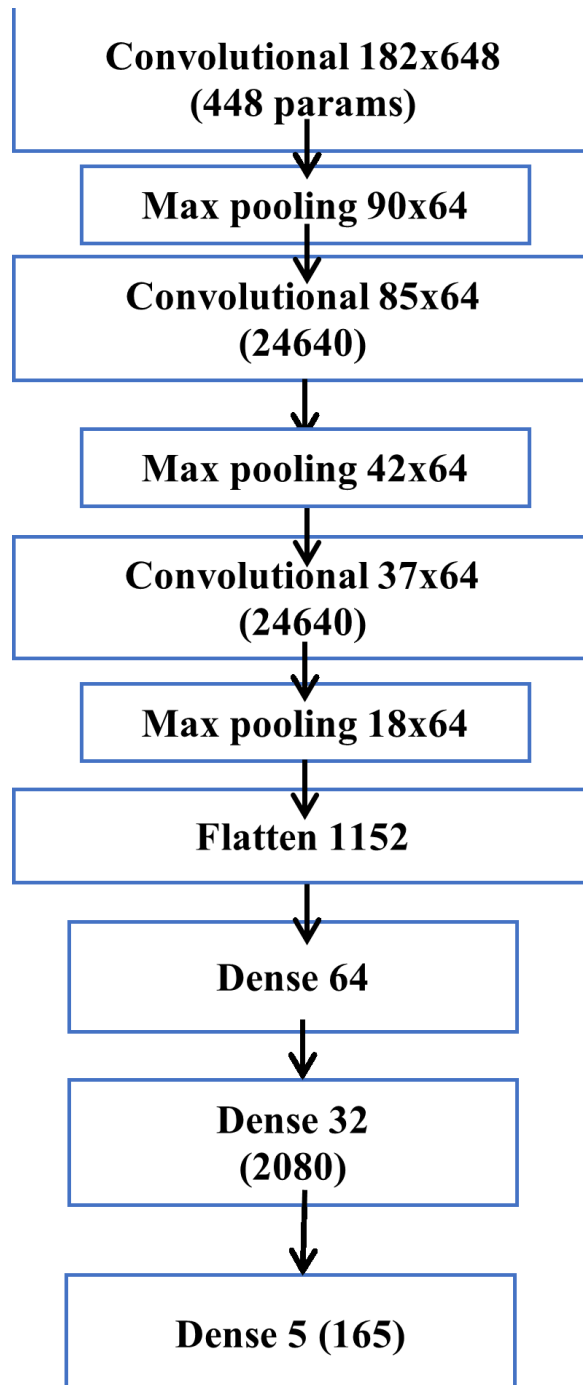 Convolutional 182x648
(448 params)
Max pooling 90x64
Convolutional 85x64
(24640)
Max pooling 42x64
Convolutional 37x64
(24640)
Max pooling 18x64
Flatten 1152
Dense 64
Dense 32
(2080)
Dense 5 (165)